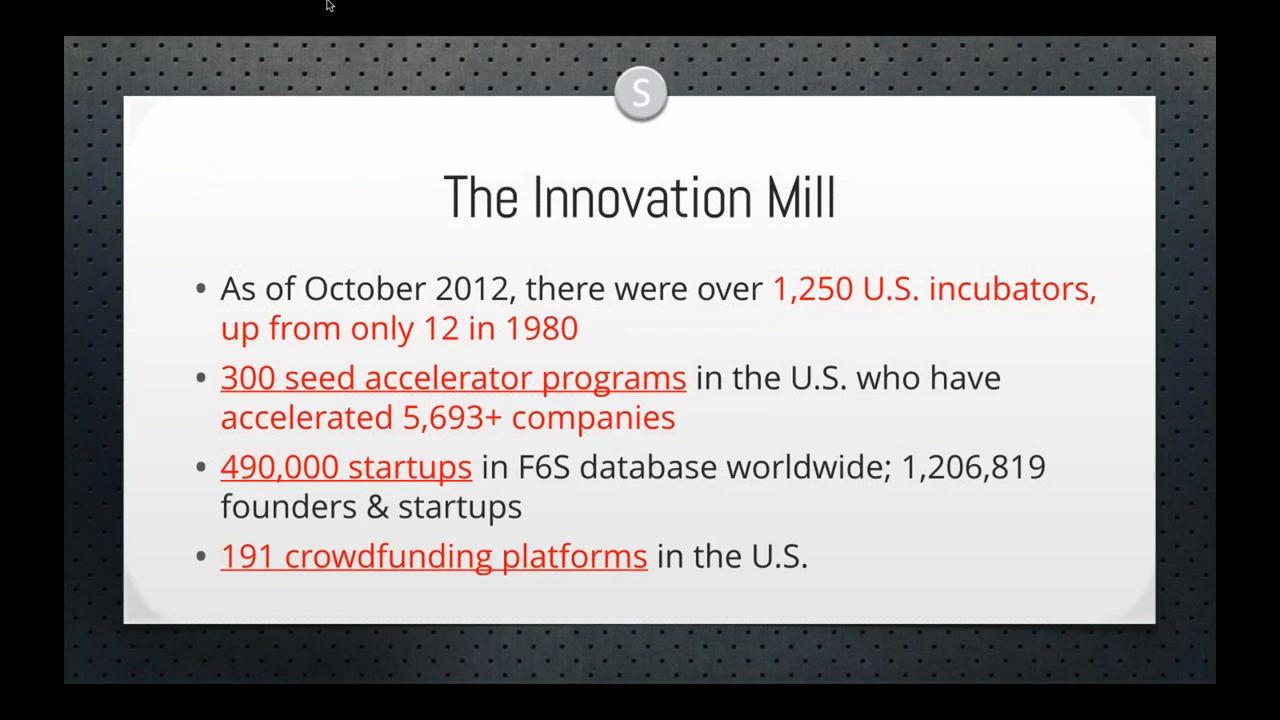 S
The Innovation Mill
• As of October 2012, there were over 1,250 U.S. incubators,
up from only 12 in 1980
• 300 seed accelerator programs in the U.S. who have
accelerated 5,693+ companies
• 490,000 startups in F6S database worldwide; 1,206,819
founders & startups
• 191 crowdfunding platforms in the U.S.